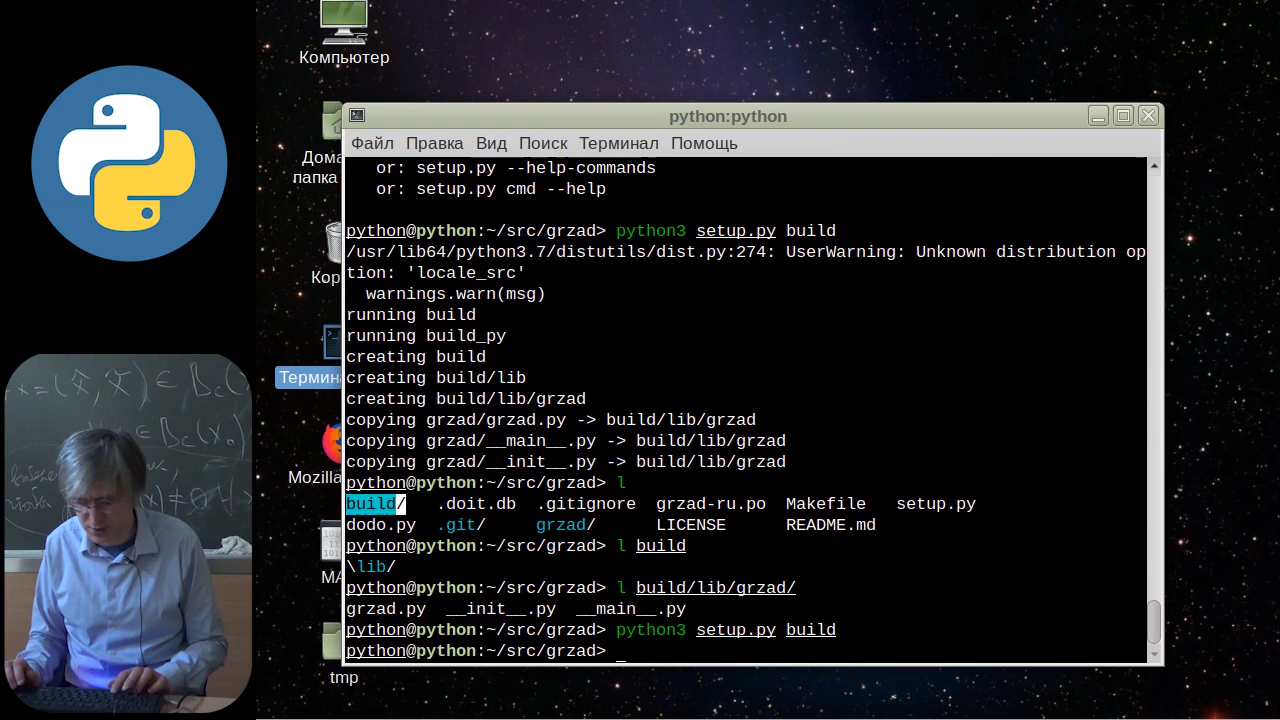 Компьютер
Дома
папка
Кор
Термина
Mozilla
MA
tmp
python:python
Файл Правка Вид Поиск Терминал Помощь
or: setup.py --help-commands
or: setup.py cmd --help
python@python:~/src/grzad> python3 setup.py build
/usr/lib64/python3.7/distutils/dist.py:274: UserWarning: Unknown distribution op
tion: 'locale_src'
warnings.warn(msg)
running build
running build_py
creating build
creating build/lib
creating build/lib/grzad
copying grzad/grzad.py -> build/lib/grzad
copying grzad/__main__.py -> build/lib/grzad
copying grzad/__init__.py -> build/lib/grzad
python@python:~/src/grzad> l
build/ .doit.db .gitignore grzad-ru.po Makefile setup.py
dodo.py .git/ grzad/ LICENSE README.md
python@python:~/src/grzad> l build
\lib/
python@python:~/src/grzad> l build/lib/grzad/
grzad.py __init__.py __main__.py
python@python:~/src/grzad> python3 setup.py build
python@python:~/src/grzad>